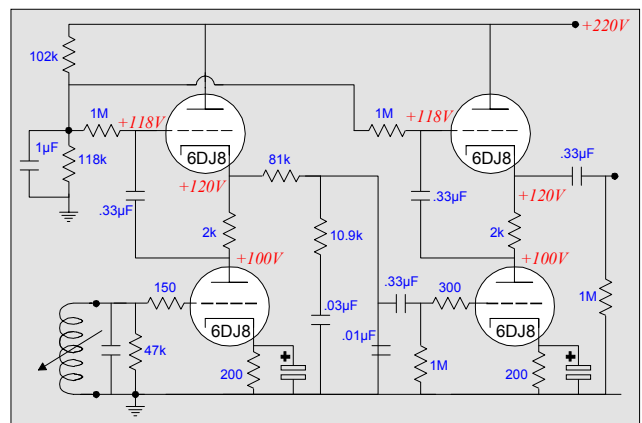 +220V
102k
1M
+118V
1M
+118V
1µF
118k
6DJ8
81k
6DJ8
.33µF
+120V
+120V
.33µF
.33µF
2k
10.9k
2k
+100V
+100V
150
.33µF
300
1M
.03µF
47k
6DJ8
.01µF
6DJ8
+
+
200
1M
200